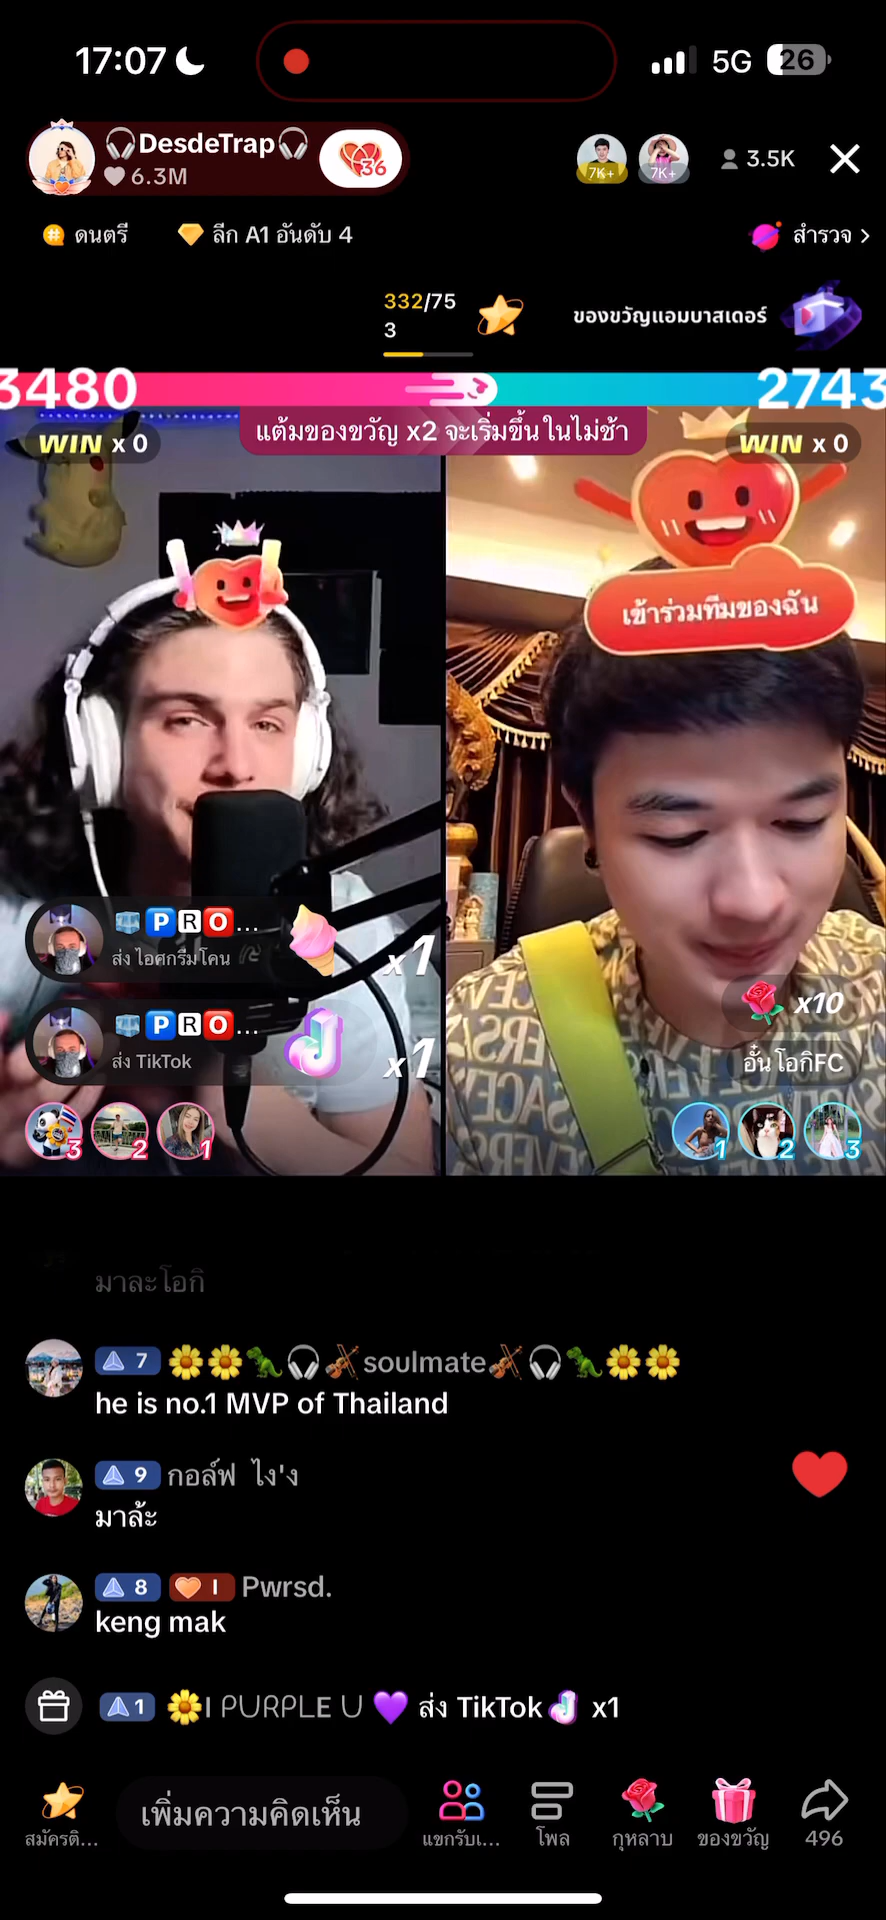 17:07
5G
26
🎧DesdeTrap🎧
6.3M
36
7K+
7K+
3.5K
ดนตรี
ลีก A1 อันดับ 4
สำรวจ
332/75
3
ของขวัญแอมบาสเดอร์
3480
2743
WIN x 0
แต้มของขวัญ x2 จะเริ่มขึ้นในไม่ช้า
WIN x 0
เข้าร่วมทีมของฉัน
🧊🅿🅁🅾...
ส่ง ไอศกรีมโคน
x1
🧊🅿🅁🅾...
ส่ง TikTok
x1
x10
อั๋น โอกิFC
3
2
1
1
2
3
มาละโอกิ
7 🌼🌼🦖🎧🎻soulmate🎻🎧🦖🌼🌼
he is no.1 MVP of Thailand
9 กอล์ฟ ไง'ง
มาล้ะ
8 I Pwrsd.
keng mak
1 🌼I PURPLE U 💜 ส่ง TikTok x1
สมัครติ...
เพิ่มความคิดเห็น
แขกรับเ...
โพล
กุหลาบ
ของขวัญ
496